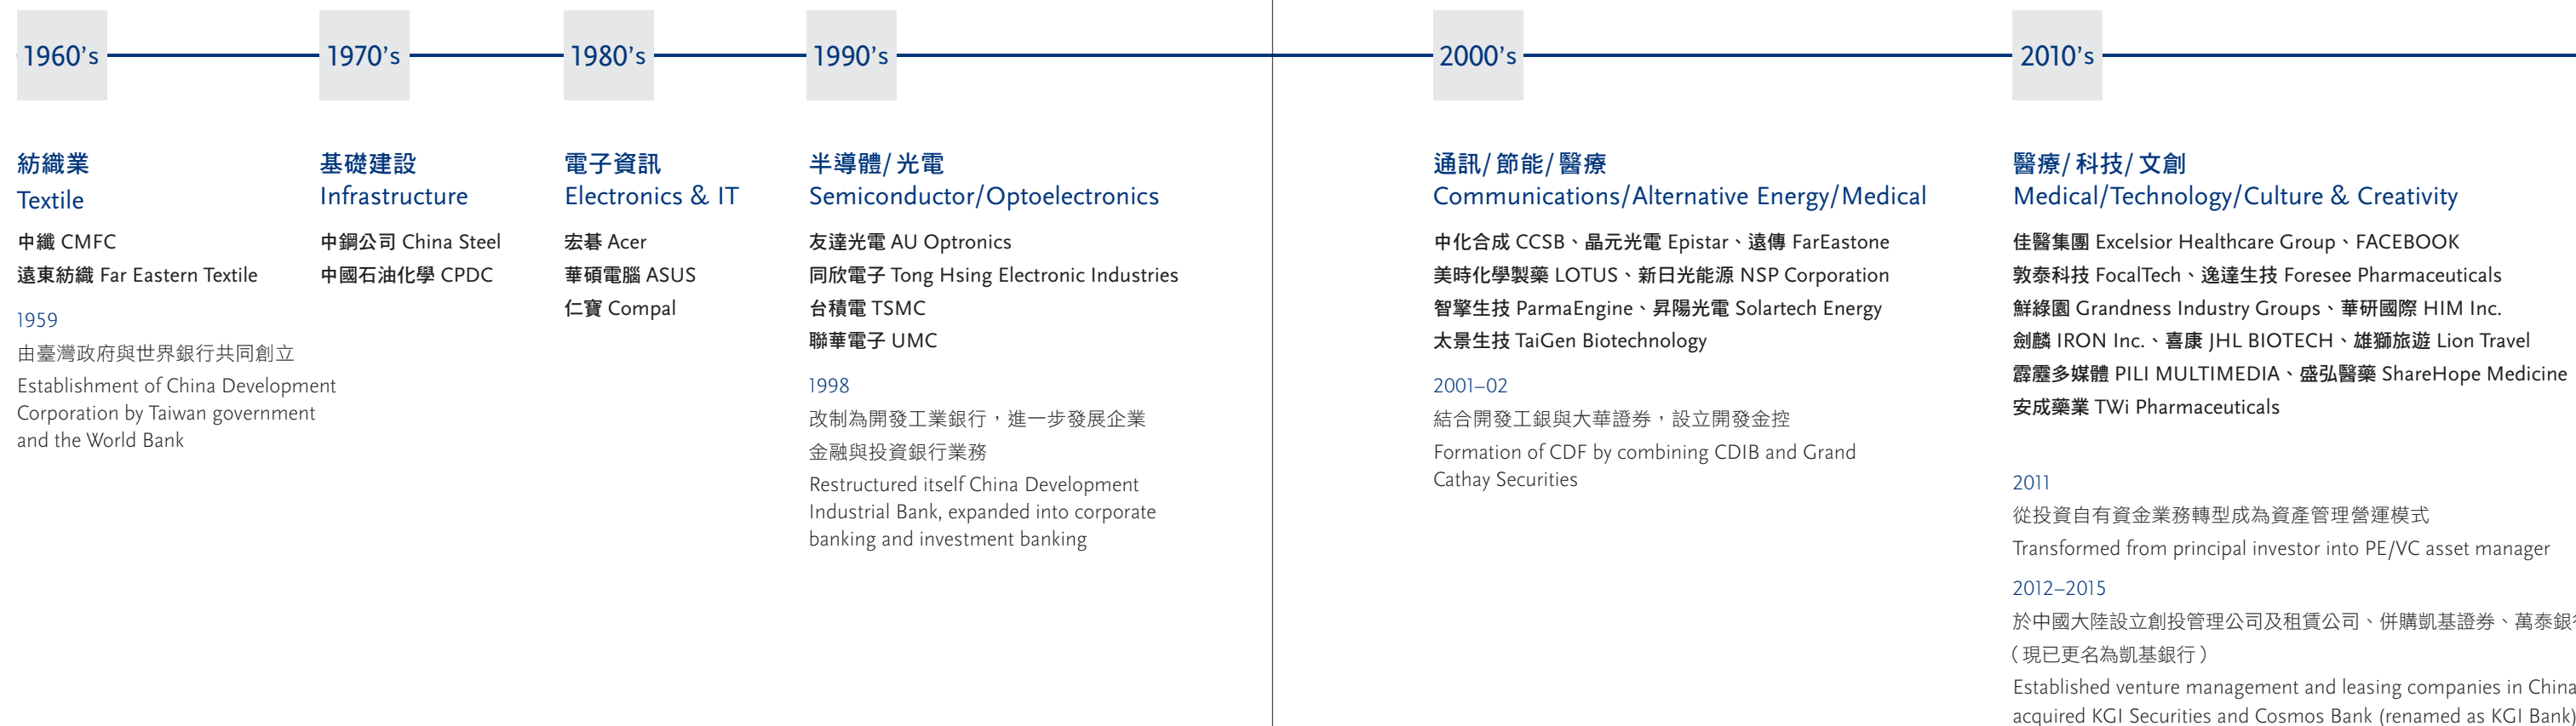 1960's
1970's
1980's
1990's
2000's
2010's
紡織業
Textile
中纖 CMFC
遠東紡織 Far Eastern Textile
1959
由臺灣政府與世界銀行共同創立
Establishment of China Development
Corporation by Taiwan government
and the World Bank
基礎建設
Infrastructure
中鋼公司 China Steel
中國石油化學 CPDC
電子資訊
Electronics & IT
宏碁 Acer
華碩電腦 ASUS
仁寶 Compal
半導體/光電
Semiconductor/Optoelectronics
友達光電 AU Optronics
同欣電子 Tong Hsing Electronic Industries
台積電 TSMC
聯華電子 UMC
1998
改制為開發工業銀行，進一步發展企業
金融與投資銀行業務
Restructured itself China Development
Industrial Bank, expanded into corporate
banking and investment banking
通訊/節能/醫療
Communications/Alternative Energy/Medical
中化合成 CCSB、晶元光電 Epistar、遠傳 FarEastone
美時化學製藥 LOTUS、新日光能源 NSP Corporation
智擎生技 ParmaEngine、昇陽光電 Solartech Energy
太景生技 TaiGen Biotechnology
2001–02
結合開發工銀與大華證券，設立開發金控
Formation of CDF by combining CDIB and Grand
Cathay Securities
醫療/科技/文創
Medical/Technology/Culture & Creativity
佳醫集團 Excelsior Healthcare Group、FACEBOOK
敦泰科技 FocalTech、逸達生技 Foresee Pharmaceuticals
鮮綠園 Grandness Industry Groups、華研國際 HIM Inc.
劍麟 IRON Inc.、喜康 JHL BIOTECH、雄獅旅遊 Lion Travel
霹靂多媒體 PILI MULTIMEDIA、盛弘醫藥 ShareHope Medicine
安成藥業 TWi Pharmaceuticals
2011
從投資自有資金業務轉型成為資產管理營運模式
Transformed from principal investor into PE/VC asset manager
2012–2015
於中國大陸設立創投管理公司及租賃公司、併購凱基證券、萬泰銀
（現已更名為凱基銀行）
Established venture management and leasing companies in China
acquired KGI Securities and Cosmos Bank (renamed as KGI Bank)